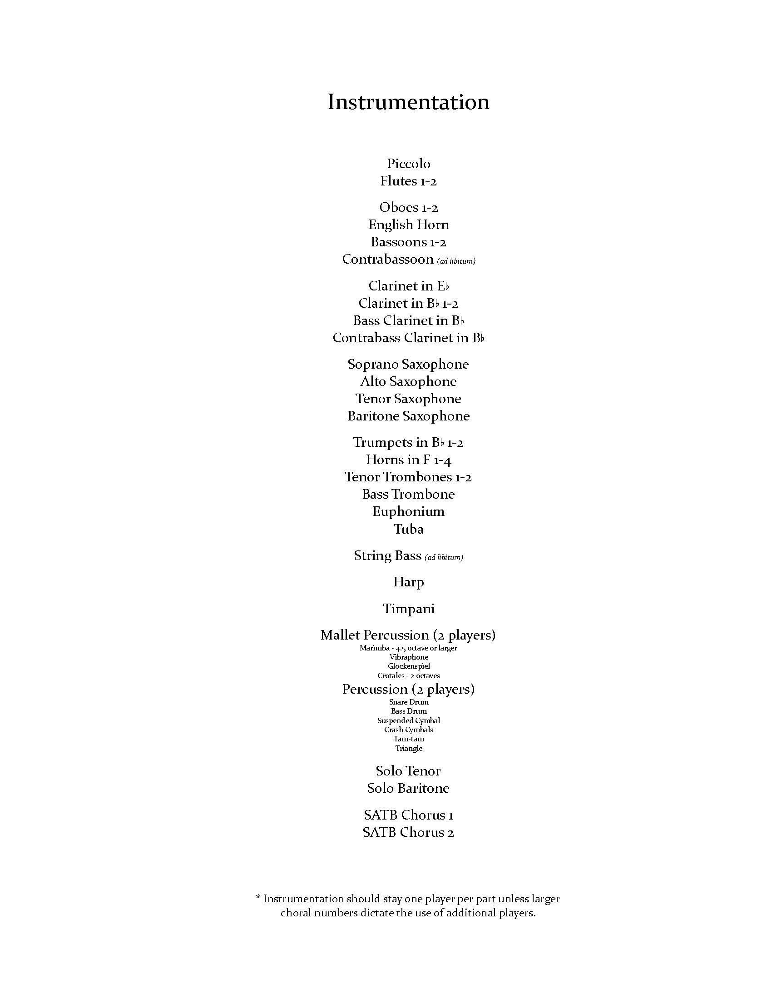 Instrumentation
Piccolo
Flutes 1-2
Oboes 1-2
English Horn
Bassoons 1-2
Contrabassoon (ad libitum)
Clarinet in E♭
Clarinet in B♭ 1-2
Bass Clarinet in B♭
Contrabass Clarinet in B♭
Soprano Saxophone
Alto Saxophone
Tenor Saxophone
Baritone Saxophone
Trumpets in B♭ 1-2
Horns in F 1-4
Tenor Trombones 1-2
Bass Trombone
Euphonium
Tuba
String Bass (ad libitum)
Harp
Timpani
Mallet Percussion (2 players)
Marimba - 4.5 octave or larger
Vibraphone
Glockenspiel
Crotales - 2 octaves
Percussion (2 players)
Snare Drum
Bass Drum
Suspended Cymbal
Crash Cymbals
Tam-tam
Triangle
Solo Tenor
Solo Baritone
SATB Chorus 1
SATB Chorus 2
* Instrumentation should stay one player per part unless larger
choral numbers dictate the use of additional players.